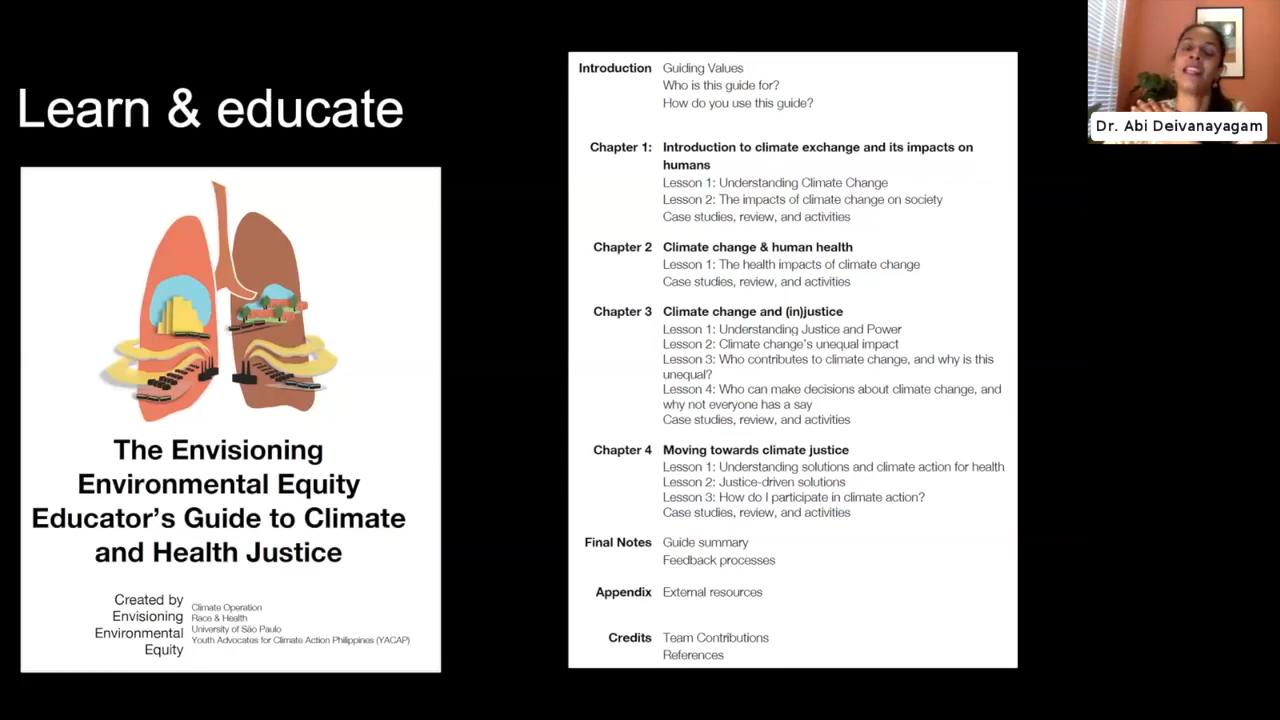 Learn & educate
The Envisioning
Environmental Equity
Educator's Guide to Climate
and Health Justice
Created by
Envisioning
Environmental
Equity
Climate Operation
Race & Health
University of São Paulo
Youth Advocates for Climate Action Philippines (YACAP)
Introduction Guiding Values
Who is this guide for?
How do you use this guide?
Chapter 1: Introduction to climate exchange and its impacts on
humans
Lesson 1: Understanding Climate Change
Lesson 2: The impacts of climate change on society
Case studies, review, and activities
Chapter 2 Climate change & human health
Lesson 1: The health impacts of climate change
Case studies, review, and activities
Chapter 3 Climate change and (in)justice
Lesson 1: Understanding Justice and Power
Lesson 2: Climate change's unequal impact
Lesson 3: Who contributes to climate change, and why is this
unequal?
Lesson 4: Who can make decisions about climate change, and
why not everyone has a say
Case studies, review, and activities
Chapter 4 Moving towards climate justice
Lesson 1: Understanding solutions and climate action for health
Lesson 2: Justice-driven solutions
Lesson 3: How do I participate in climate action?
Case studies, review, and activities
Final Notes Guide summary
Feedback processes
Appendix External resources
Credits Team Contributions
References
Dr. Abi Deivanayagam